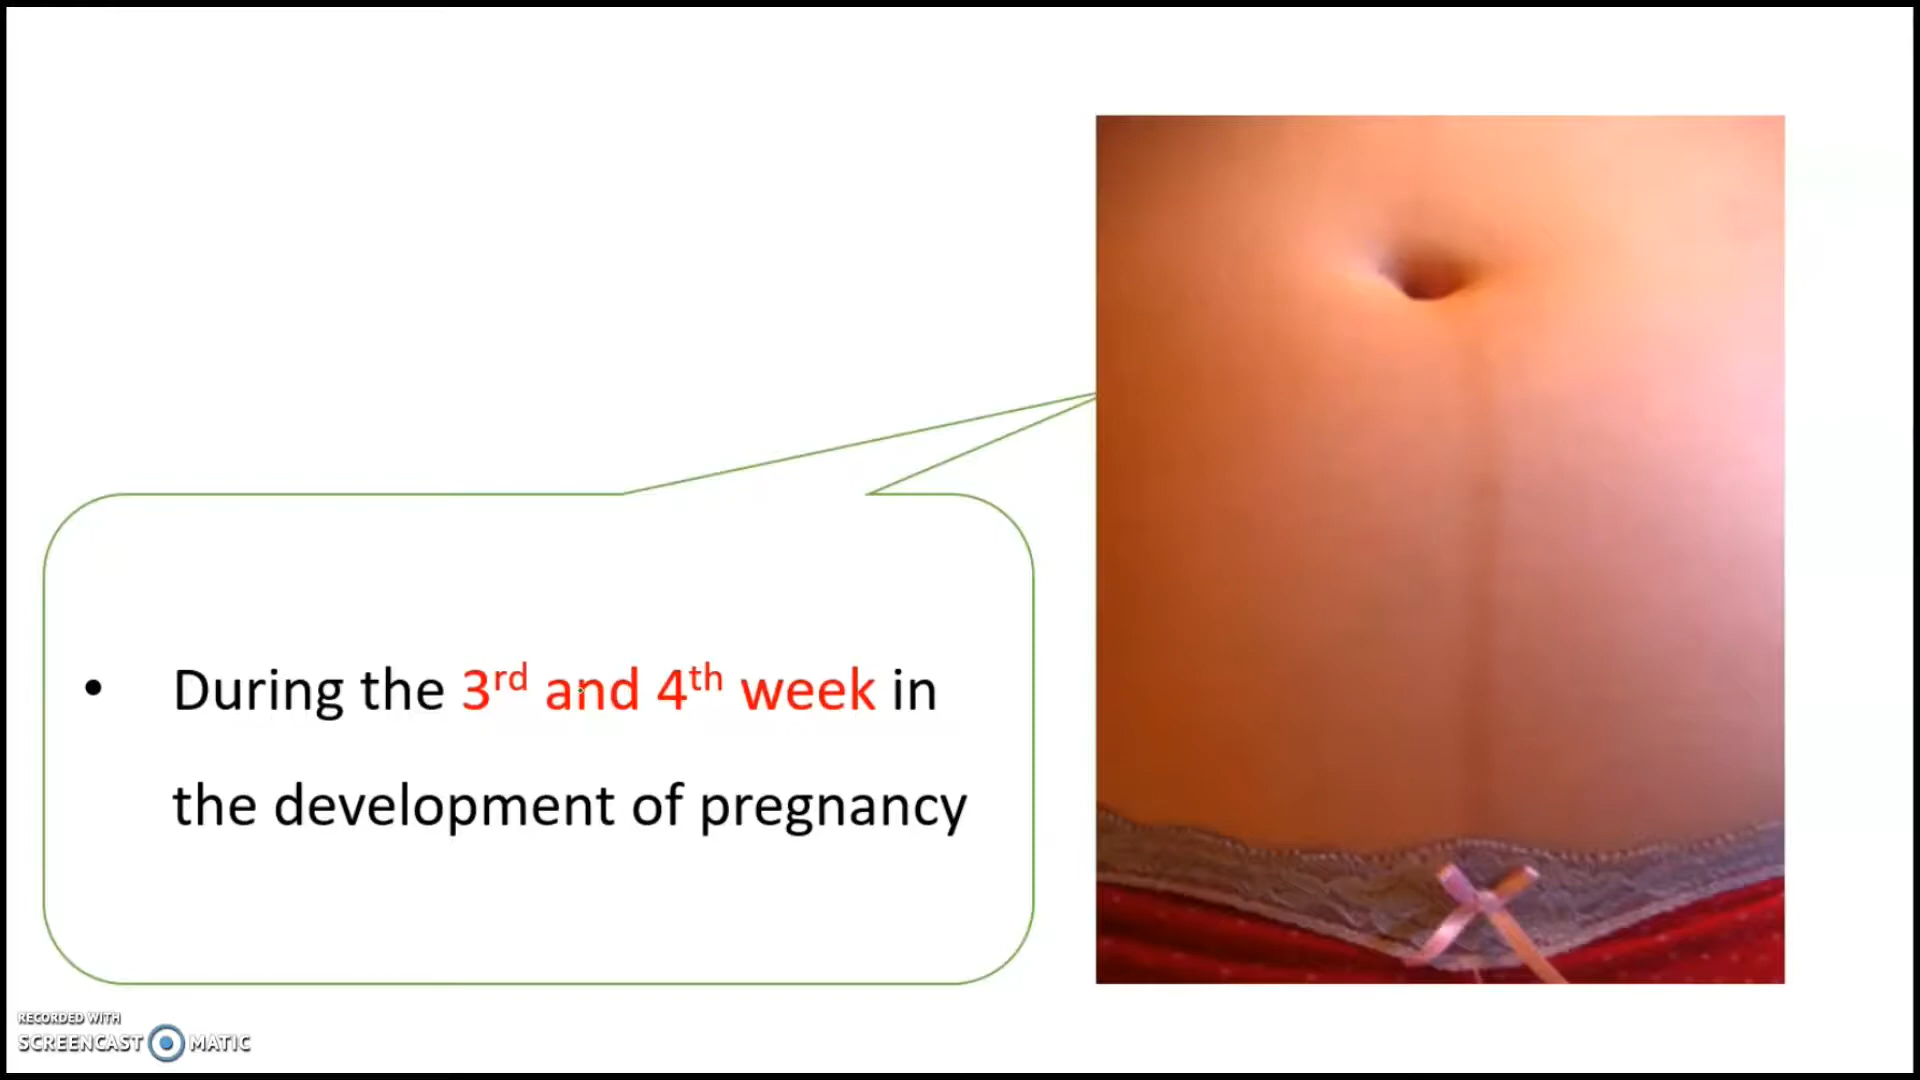 • During the 3rd and 4th week in
the development of pregnancy
RECORDED WITH
SCREENCAST MATIC